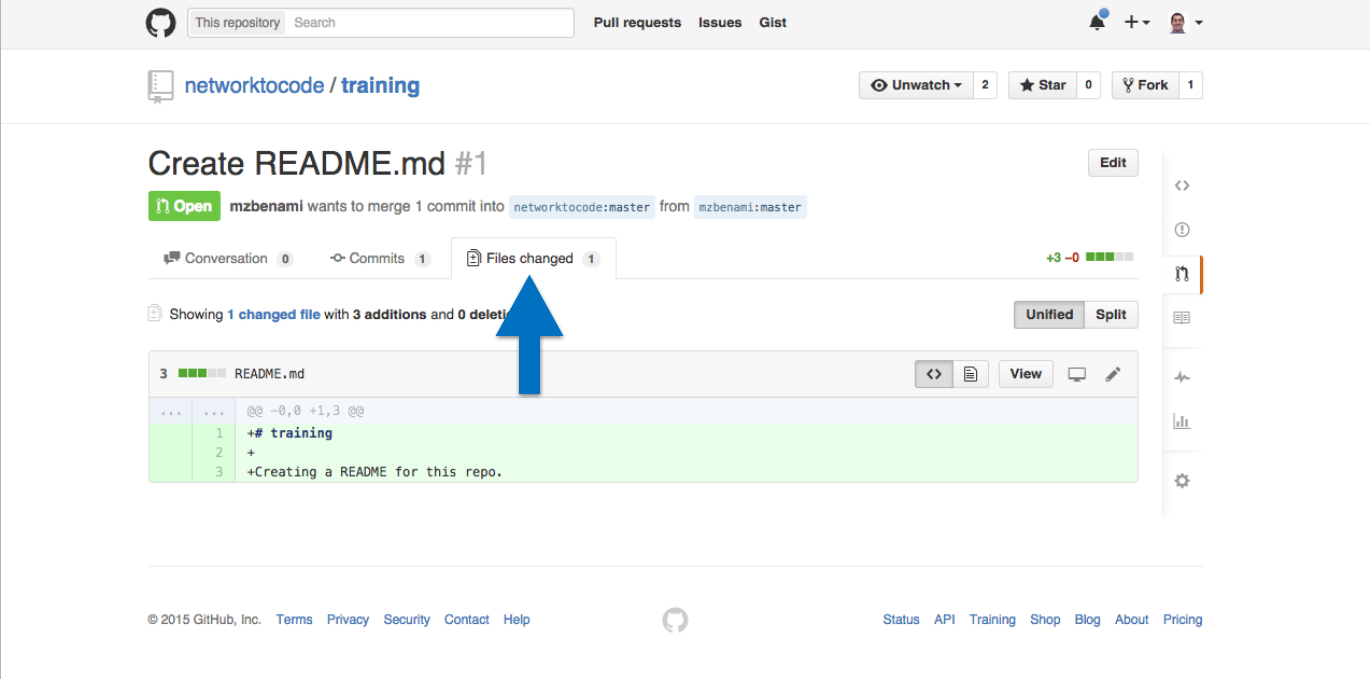 This repository Search Pull requests Issues Gist
networktocode / training Unwatch 2 Star 0 Fork 1
Create README.md #1 Edit
Open mzbenami wants to merge 1 commit into networktocode:master from mzbenami:master
Conversation 0 Commits 1 Files changed 1 +3 −0
Showing 1 changed file with 3 additions and 0 Unified Split
3 README.md <> View
... ... @@ -0,0 +1,3 @@
1 +# training
2 +
3 +Creating a README for this repo.
© 2015 GitHub, Inc. Terms Privacy Security Contact Help Status API Training Shop Blog About Pricing